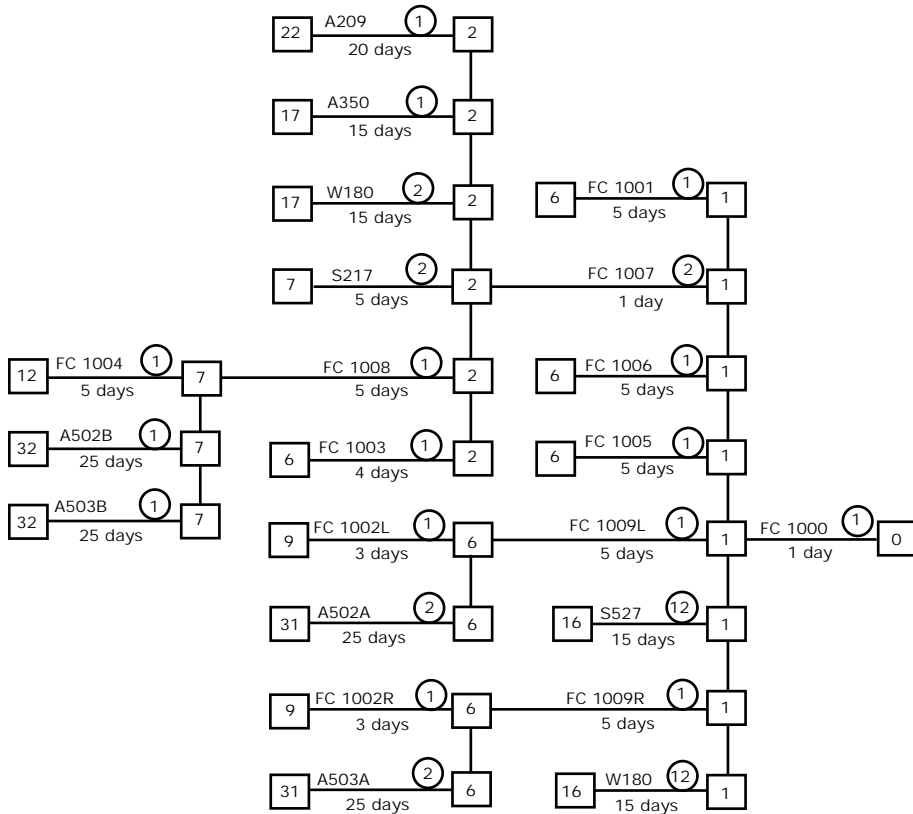 A209 1
22 2
20 days
A350 1
17 2
15 days
W180 2
17 2
15 days
FC 1001 1
6 1
5 days
S217 2
7 2
5 days
FC 1007 2
1
1 day
FC 1004 1
12 7
5 days
FC 1008 1
2
5 days
FC 1006 1
6 1
5 days
A502B 1
32 7
25 days
FC 1003 1
6 2
4 days
FC 1005 1
6 1
5 days
A503B 1
32 7
25 days
FC 1002L 1
9 6
3 days
FC 1009L 1
1
5 days
FC 1000 1
0
1 day
A502A 2
31 6
25 days
S527 12
16 1
15 days
FC 1002R 1
9 6
3 days
FC 1009R 1
1
5 days
A503A 2
31 6
25 days
W180 12
16 1
15 days